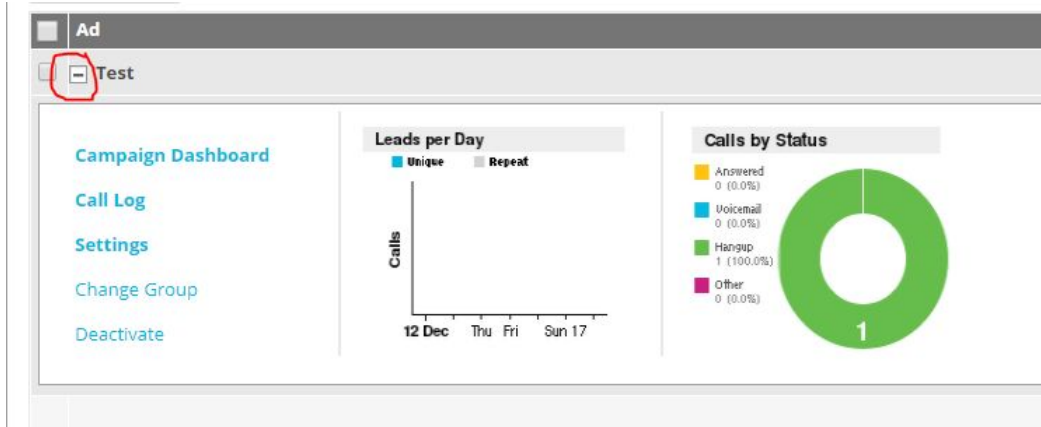 Ad
Test
Campaign Dashboard
Call Log
Settings
Change Group
Deactivate
Leads per Day
Unique Repeat
Calls
12 Dec Thu Fri Sun 17
Calls by Status
Answered
0 (0.0%)
Voicemail
0 (0.0%)
Hangup
1 (100.0%)
Other
0 (0.0%)
1